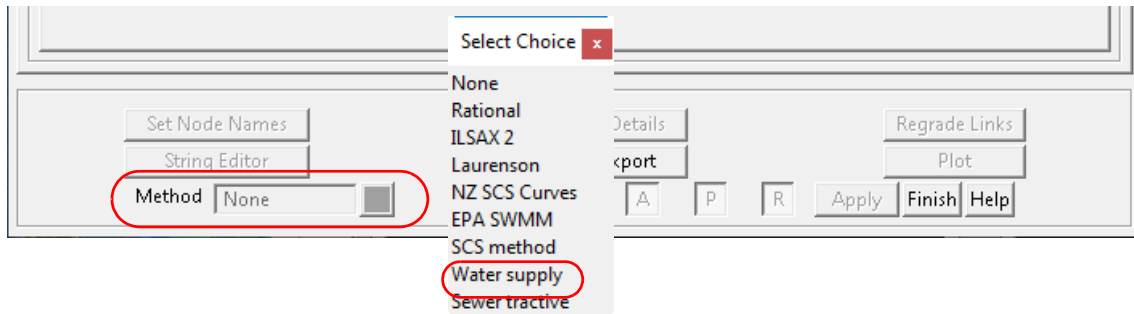 Select Choice x
None
Rational
ILSAX 2
Laurenson
NZ SCS Curves
EPA SWMM
SCS method
Water supply
Sewer tractive
Set Node Names
Details
Regrade Links
String Editor
Plot
Method None
A P R Apply Finish Help